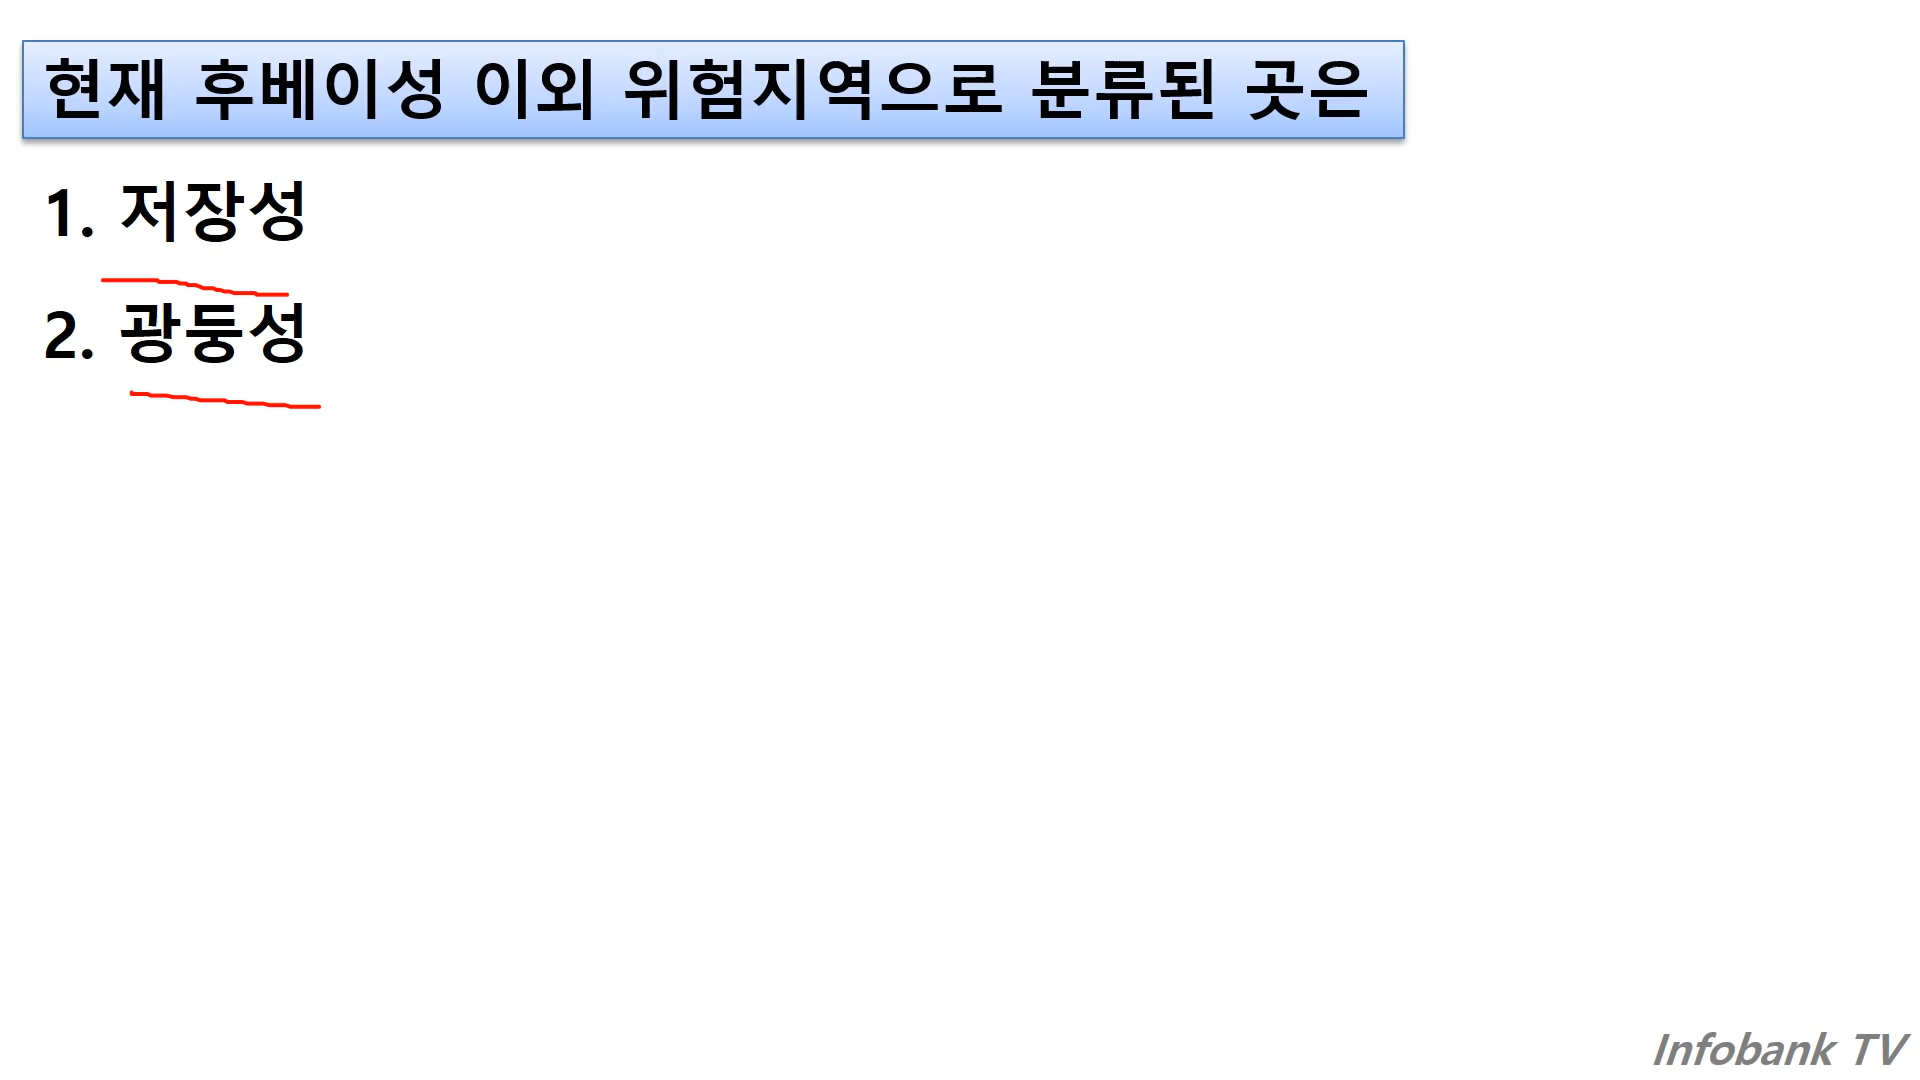 현재 후베이성 이외 위험지역으로 분류된 곳은
1. 저장성
2. 광둥성
Infobank TV